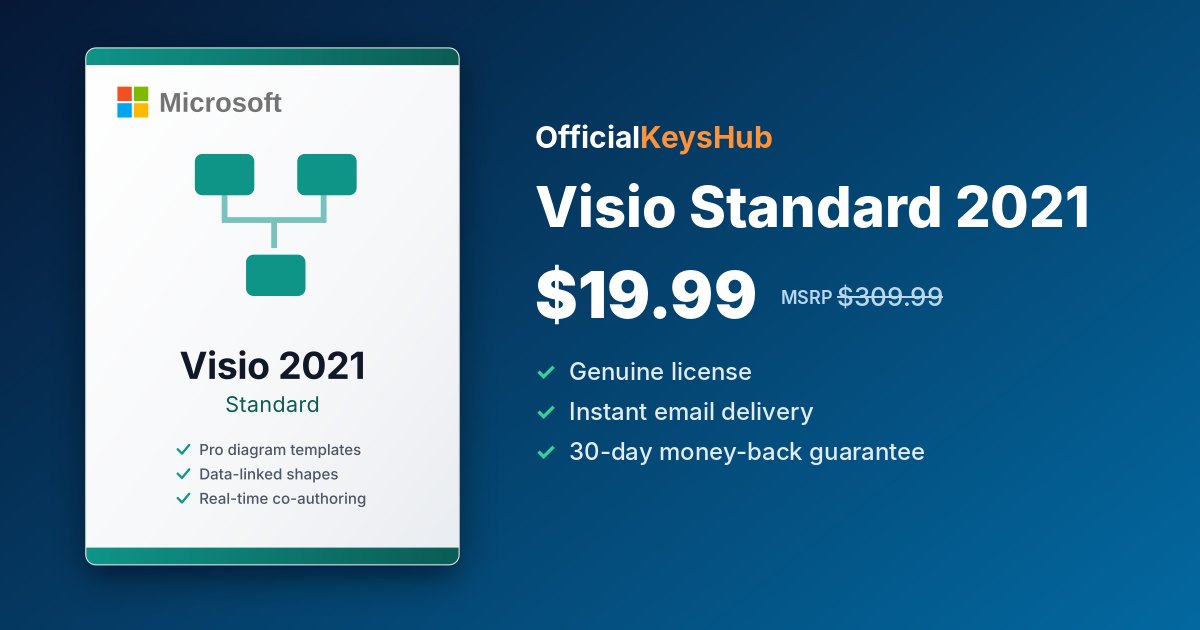 Microsoft
Visio 2021
Standard
Pro diagram templates
Data-linked shapes
Real-time co-authoring
OfficialKeysHub
Visio Standard 2021
$19.99 MSRP $309.99
Genuine license
Instant email delivery
30-day money-back guarantee